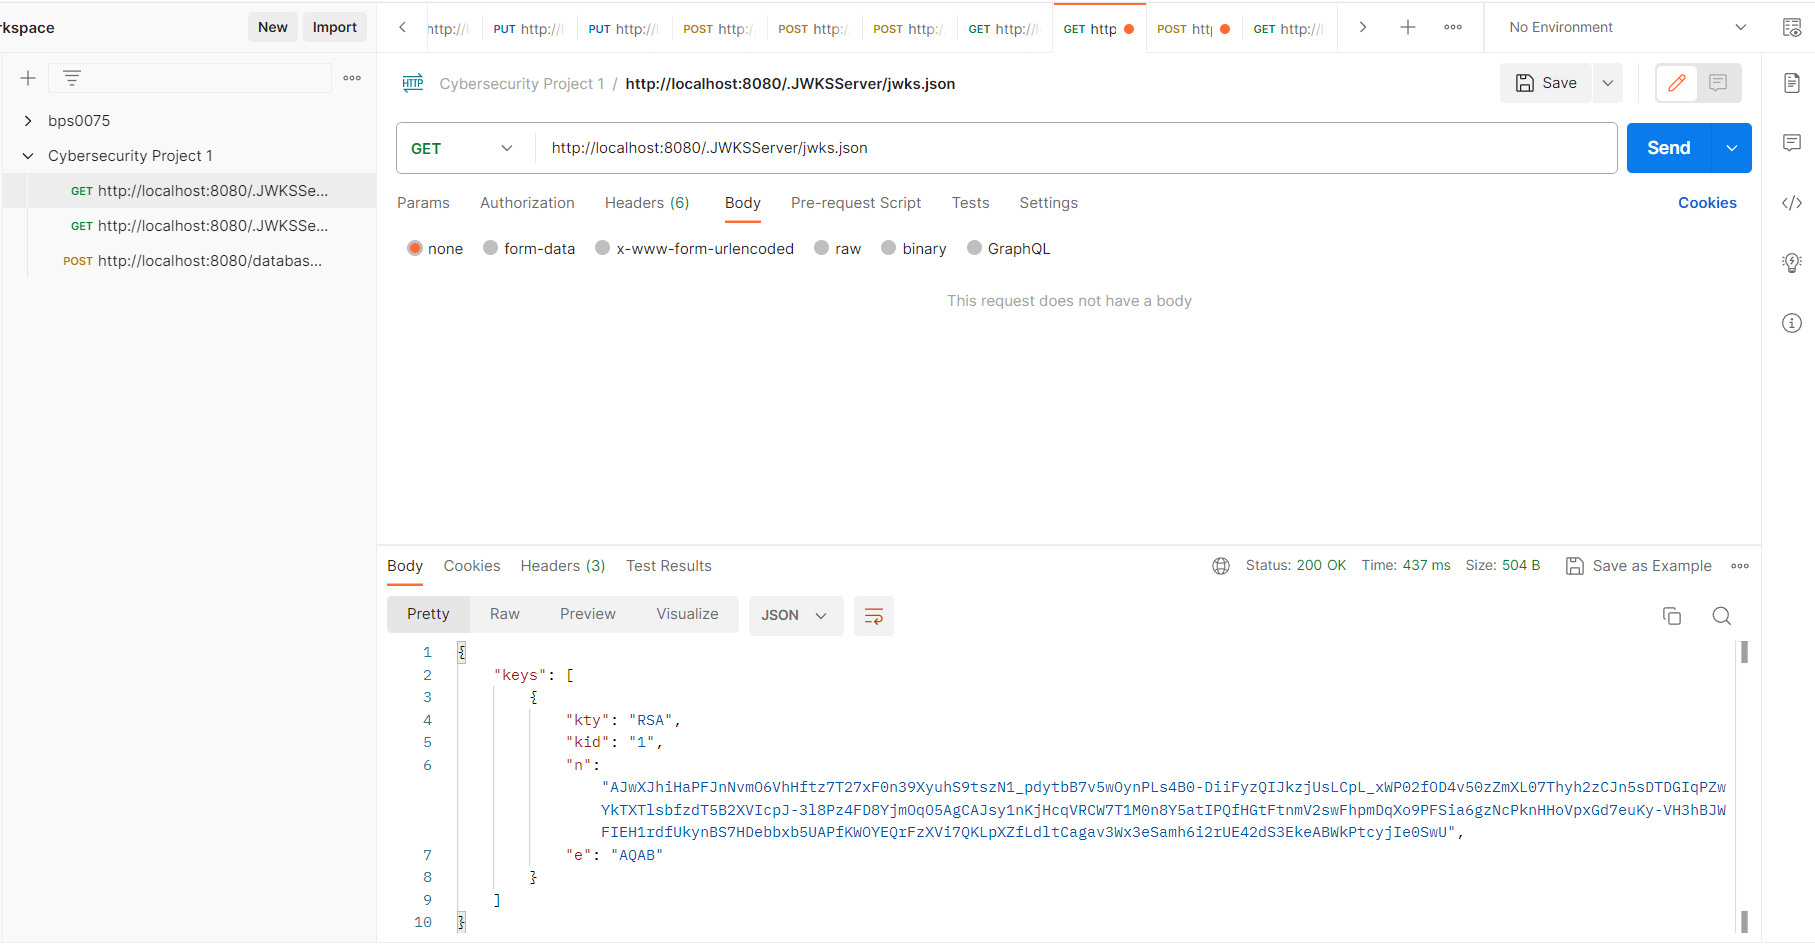 rkspace
New
Import
http://l
PUT http://l
PUT http://l
POST http:/
POST http:/
POST http:/
GET http://l
GET http
POST htt
GET http://l
No Environment
bps0075
Cybersecurity Project 1
GET http://localhost:8080/.JWKSSe...
GET http://localhost:8080/.JWKSSe...
POST http://localhost:8080/databas...
HTTP
Cybersecurity Project 1 / http://localhost:8080/.JWKSServer/jwks.json
Save
GET
http://localhost:8080/.JWKSServer/jwks.json
Send
Params
Authorization
Headers (6)
Body
Pre-request Script
Tests
Settings
Cookies
none
form-data
x-www-form-urlencoded
raw
binary
GraphQL
This request does not have a body
Body
Cookies
Headers (3)
Test Results
Status: 200 OK
Time: 437 ms
Size: 504 B
Save as Example
Pretty
Raw
Preview
Visualize
JSON
1 {
2 "keys": [
3 {
4 "kty": "RSA",
5 "kid": "1",
6 "n":
"AJwXJhiHaPFJnNvmO6VhHftz7T27xF0n39XyuhS9tszN1_pdytbB7v5wOynPLs4B0-DiiFyzQIJkzjUsLCpL_xWP02fOD4v50zZmXL07Thyh2zCJn5sDTDGIqPZw
YkTXTlsbfzdT5B2XVIcpJ-3l8Pz4FD8YjmOqO5AgCAJsy1nKjHcqVRCW7T1M0n8Y5atIPQfHGtFtnmV2swFhpmDqXo9PFSia6gzNcPknHHoVpxGd7euKy-VH3hBJW
FIEH1rdfUkynBS7HDebbxb5UAPfKWOYEQrFzXVi7QKLpXZfLdltCagav3Wx3eSamh6i2rUE42dS3EkeABWkPtcyjIe0SwU",
7 "e": "AQAB"
8 }
9 ]
10 }